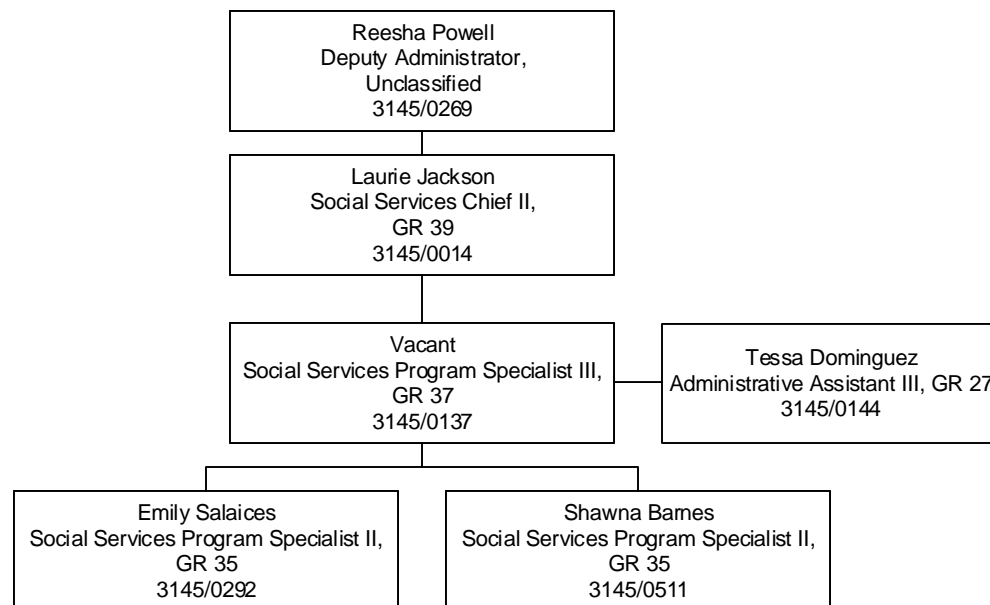 Reesha Powell
Deputy Administrator,
Unclassified
3145/0269
Laurie Jackson
Social Services Chief II,
GR 39
3145/0014
Vacant
Social Services Program Specialist III,
GR 37
3145/0137
Tessa Dominguez
Administrative Assistant III, GR 27
3145/0144
Emily Salaices
Social Services Program Specialist II,
GR 35
3145/0292
Shawna Barnes
Social Services Program Specialist II,
GR 35
3145/0511